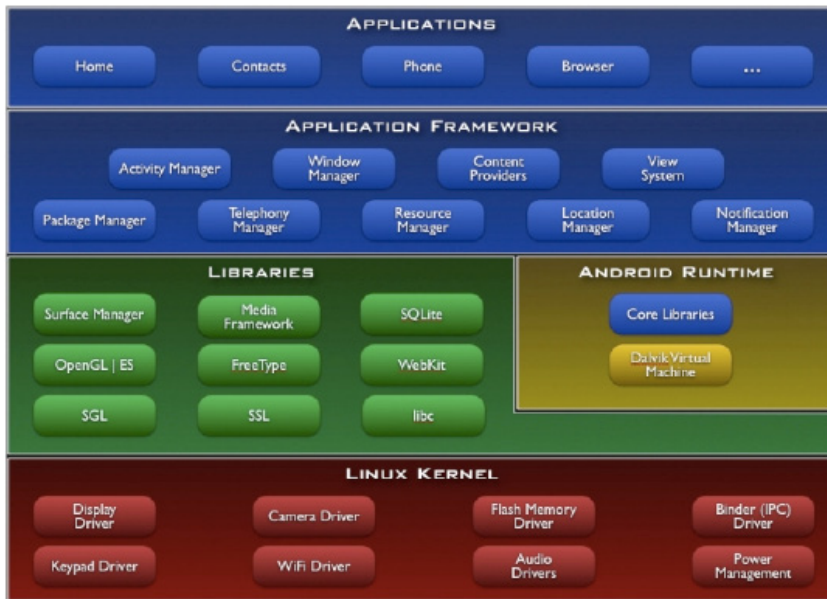 APPLICATIONS
Home
Contacts
Phone
Browser
...
APPLICATION FRAMEWORK
Activity Manager
Window
Manager
Content
Providers
View
System
Package Manager
Telephony
Manager
Resource
Manager
Location
Manager
Notification
Manager
LIBRARIES
Surface Manager
Media
Framework
SQLite
OpenGL | ES
FreeType
WebKit
SGL
SSL
libc
ANDROID RUNTIME
Core Libraries
Dalvik Virtual
Machine
LINUX KERNEL
Display
Driver
Camera Driver
Flash Memory
Driver
Binder (IPC)
Driver
Keypad Driver
WiFi Driver
Audio
Drivers
Power
Management